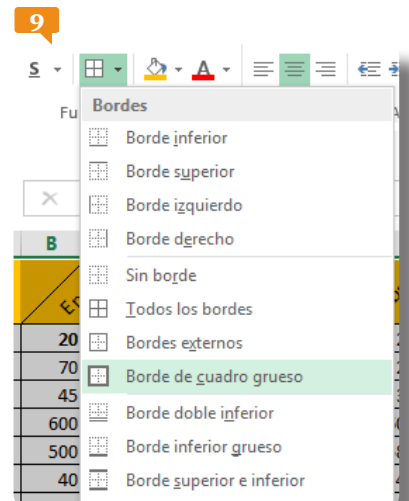 9
S A
Fu
Bordes
Borde inferior
Borde superior
Borde izquierdo
Borde derecho
B
Sin borde
En
Todos los bordes
20 Bordes externos
70 Borde de cuadro grueso
45
600 Borde doble inferior
500 Borde inferior grueso
40 Borde superior e inferior